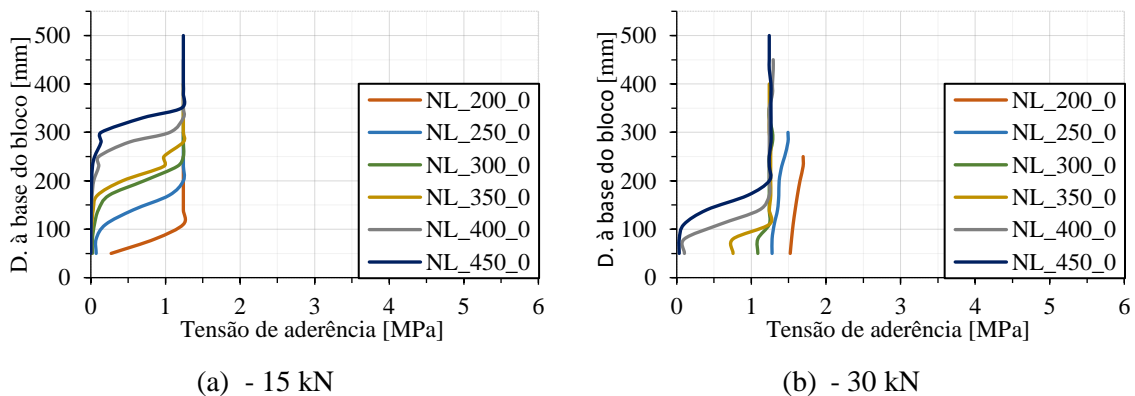 500
400
300
200
100
0
D. à base do bloco [mm]
NL_200_0
NL_250_0
NL_300_0
NL_350_0
NL_400_0
NL_450_0
0 1 2 3 4 5 6
Tensão de aderência [MPa]
(a) - 15 kN
500
400
300
200
100
0
D. à base do bloco [mm]
NL_200_0
NL_250_0
NL_300_0
NL_350_0
NL_400_0
NL_450_0
0 1 2 3 4 5 6
Tensão de aderência [MPa]
(b) - 30 kN